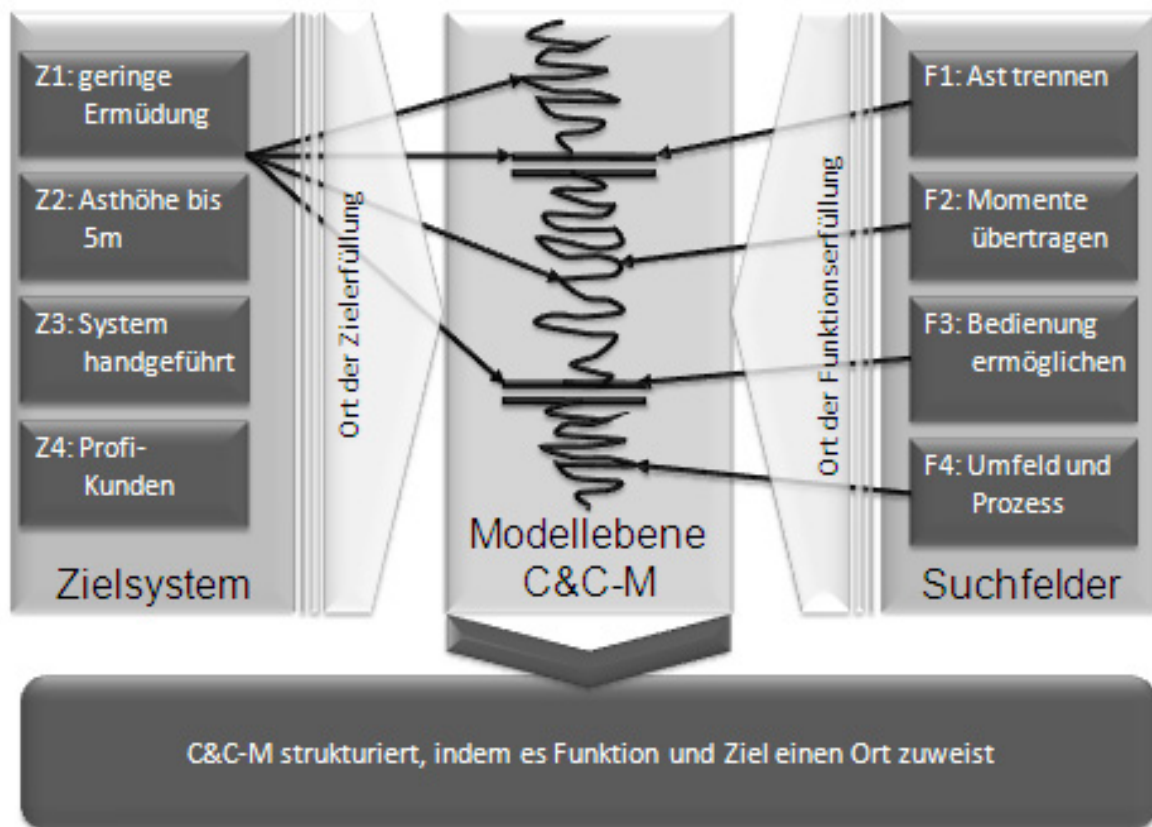 Z1: geringe
Ermüdung
Z2: Asthöhe bis
5m
Z3: System
handgeführt
Z4: Profi-
Kunden
Zielsystem
Ort der Zielerfüllung
Modellebene
C&C-M
Ort der Funktionserfüllung
F1: Ast trennen
F2: Momente
übertragen
F3: Bedienung
ermöglichen
F4: Umfeld und
Prozess
Suchfelder
C&C-M strukturiert, indem es Funktion und Ziel einen Ort zuweist